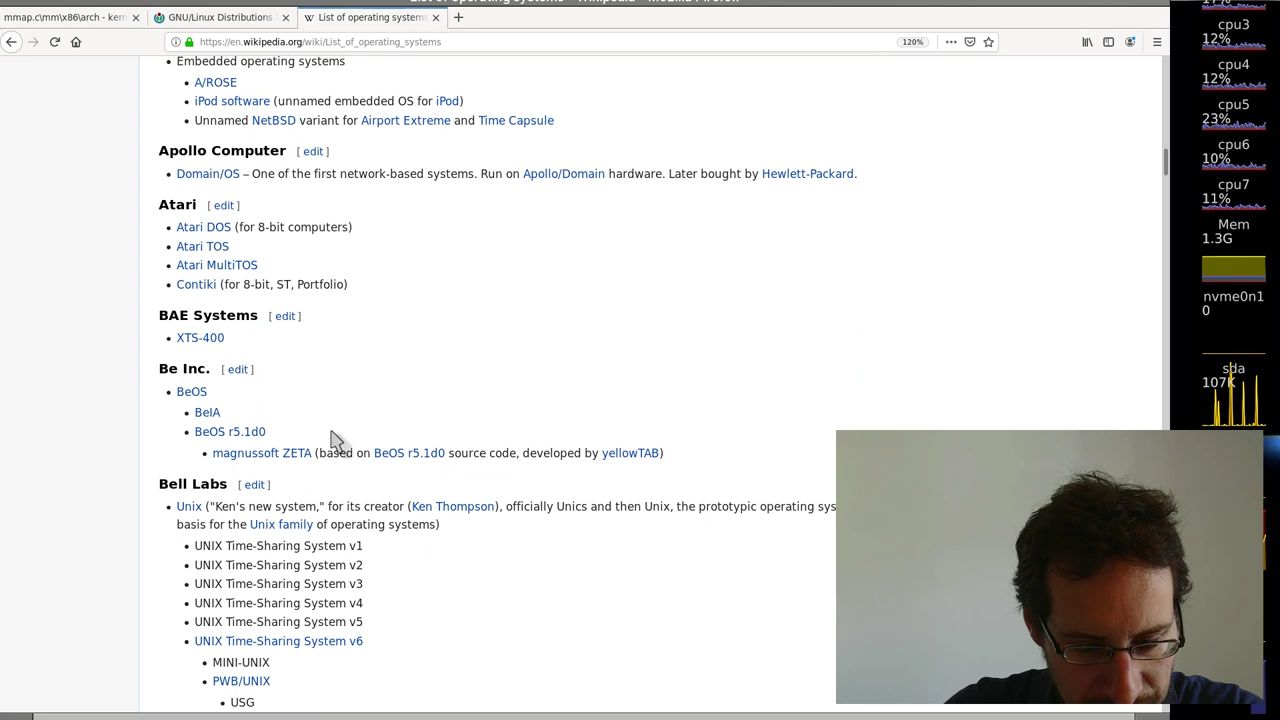 mmap.c\mm\x86\arch - kern
GNU/Linux Distributions
List of operating systems
https://en.wikipedia.org/wiki/List_of_operating_systems
120%
Embedded operating systems
A/ROSE
iPod software (unnamed embedded OS for iPod)
Unnamed NetBSD variant for Airport Extreme and Time Capsule
Apollo Computer [ edit ]
Domain/OS – One of the first network-based systems. Run on Apollo/Domain hardware. Later bought by Hewlett-Packard.
Atari [ edit ]
Atari DOS (for 8-bit computers)
Atari TOS
Atari MultiTOS
Contiki (for 8-bit, ST, Portfolio)
BAE Systems [ edit ]
XTS-400
Be Inc. [ edit ]
BeOS
BeIA
BeOS r5.1d0
magnussoft ZETA (based on BeOS r5.1d0 source code, developed by yellowTAB)
Bell Labs [ edit ]
Unix ("Ken's new system," for its creator (Ken Thompson), officially Unics and then Unix, the prototypic operating sys
basis for the Unix family of operating systems)
UNIX Time-Sharing System v1
UNIX Time-Sharing System v2
UNIX Time-Sharing System v3
UNIX Time-Sharing System v4
UNIX Time-Sharing System v5
UNIX Time-Sharing System v6
MINI-UNIX
PWB/UNIX
USG
17%
cpu3
12%
cpu4
12%
cpu5
23%
cpu6
10%
cpu7
11%
Mem
1.3G
nvme0n1
0
sda
107K